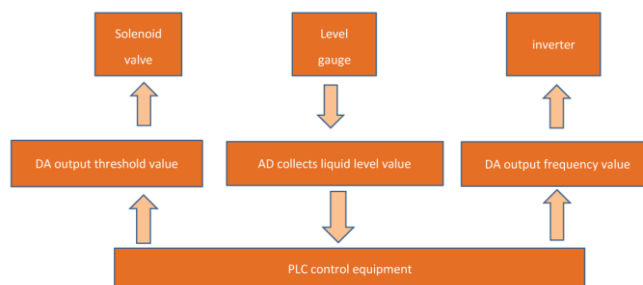 Solenoid
valve
Level
gauge
inverter
DA output threshold value
AD collects liquid level value
DA output frequency value
PLC control equipment